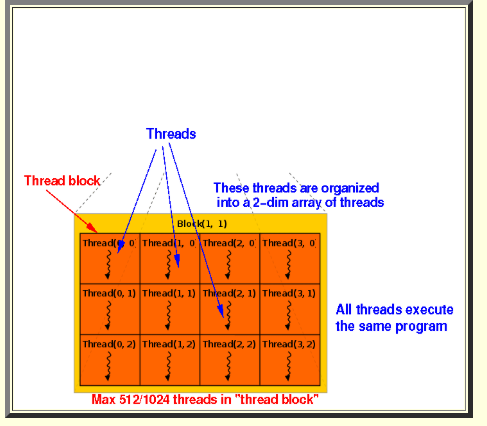 Threads
Thread block
These threads are organized
into a 2-dim array of threads
Block(1, 1)
Thread(0, 0 Thread(1, 0 Thread(2, 0 Thread(3, 0
Thread(0, 1) Thread(1, 1) Thread(2, 1) Thread(3, 1)
All threads execute
the same program
Thread(0, 2) Thread(1, 2) Thread(2, 2) Thread(3, 2)
Max 512/1024 threads in "thread block"